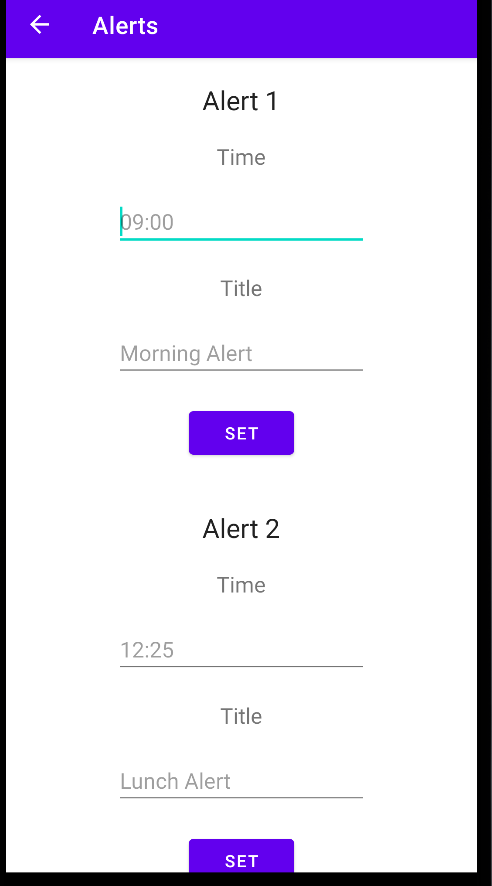 Alerts
Alert 1
Time
09:00
Title
Morning Alert
SET
Alert 2
Time
12:25
Title
Lunch Alert
SET